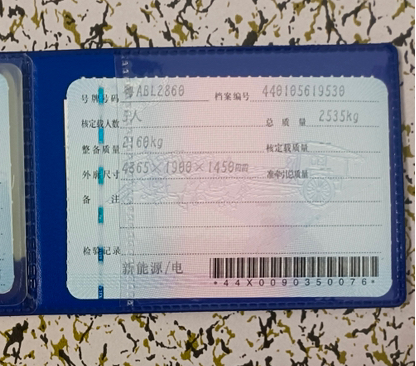 号牌号码 粤ABL2860 档案编号 440105619530
核定载人数 5人 总质量 2535kg
整备质量 2160kg 核定载质量
外廓尺寸 4865×1900×1450mm 准牵引总质量
备注
检验记录
新能源/电
*44X0090350076*